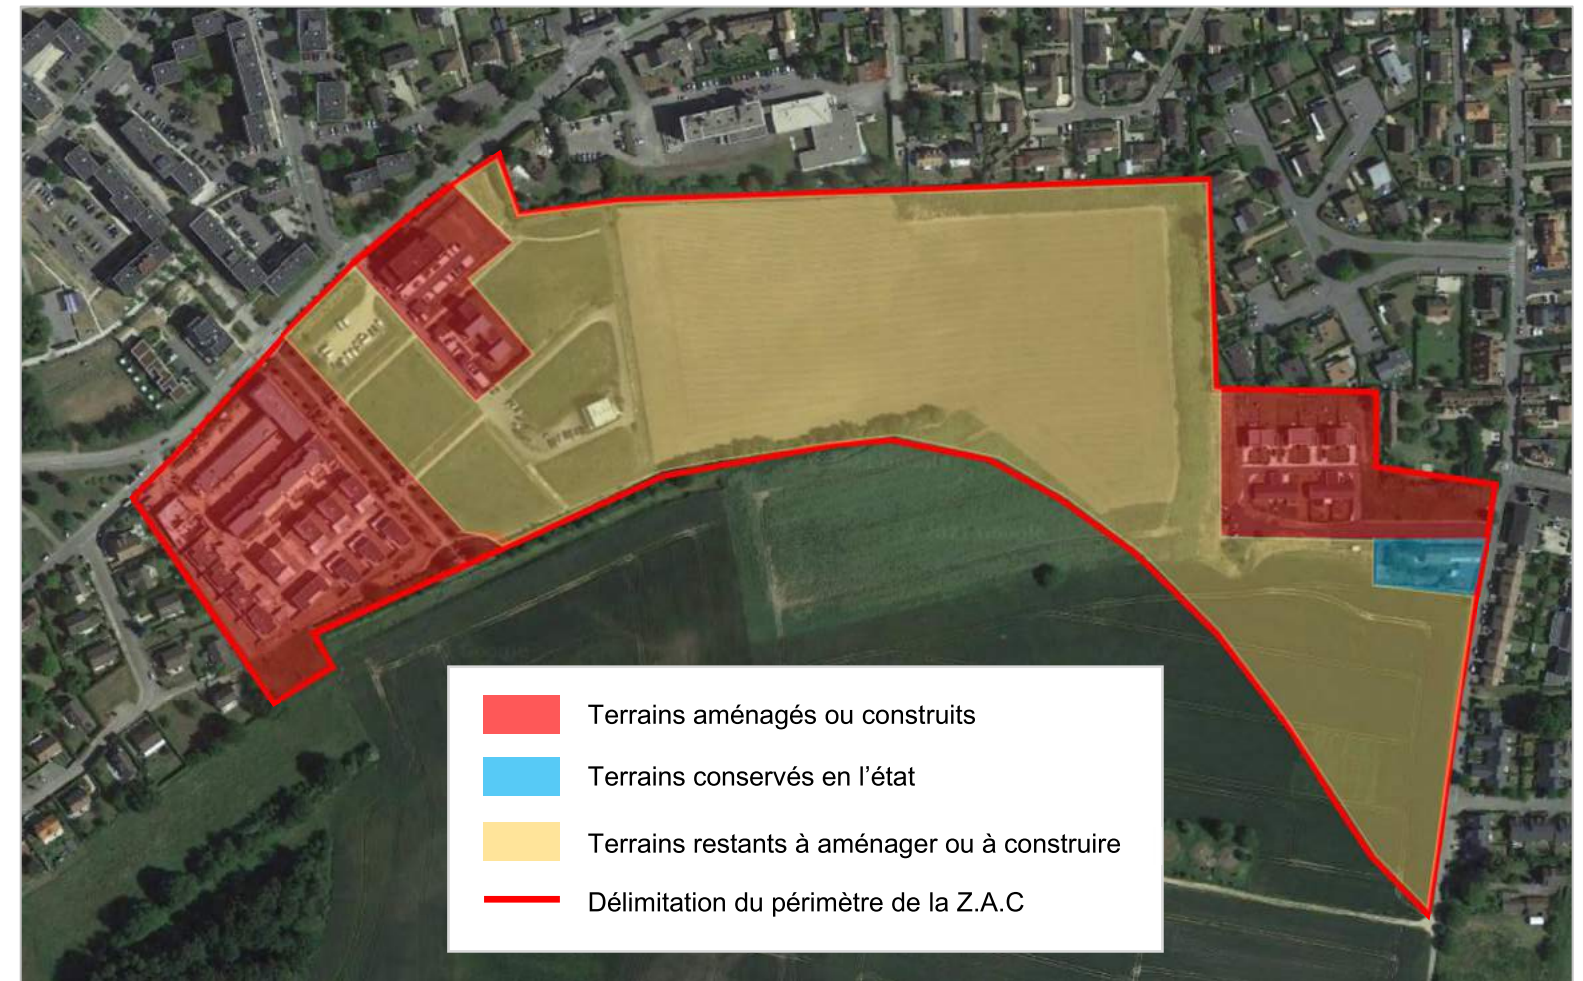 Terrains aménagés ou construits
Terrains conservés en l’état
Terrains restants à aménager ou à construire
Délimitation du périmètre de la Z.A.C